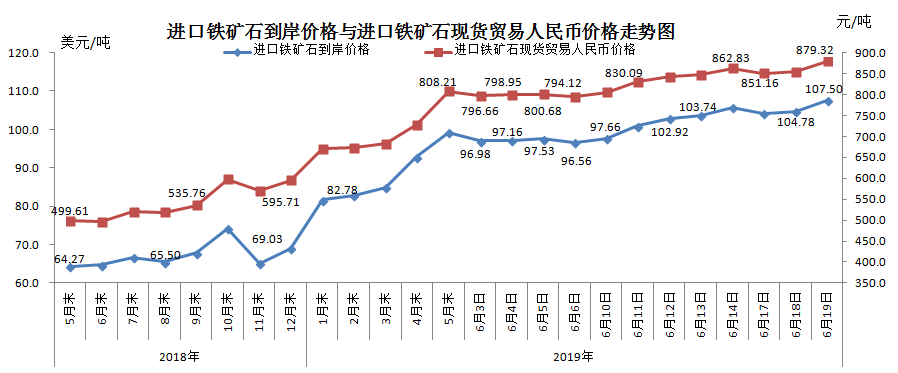 进口铁矿石到岸价格与进口铁矿石现货贸易人民币价格走势图
美元/吨
元/吨
进口铁矿石到岸价格
进口铁矿石现货贸易人民币价格
120.0
110.0
100.0
90.0
80.0
70.0
60.0
900.0
850.0
800.0
750.0
700.0
650.0
600.0
550.0
500.0
450.0
400.0
350.0
499.61
535.76
595.71
808.21
796.66
798.95
800.68
794.12
830.09
862.83
851.16
879.32
64.27
65.50
69.03
82.78
96.98
97.16
97.53
96.56
97.66
102.92
103.74
104.78
107.50
5月末
6月末
7月末
8月末
9月末
10月末
11月末
12月末
1月末
2月末
3月末
4月末
5月末
6月3日
6月4日
6月5日
6月6日
6月10日
6月11日
6月12日
6月13日
6月14日
6月17日
6月18日
6月19日
2018年
2019年